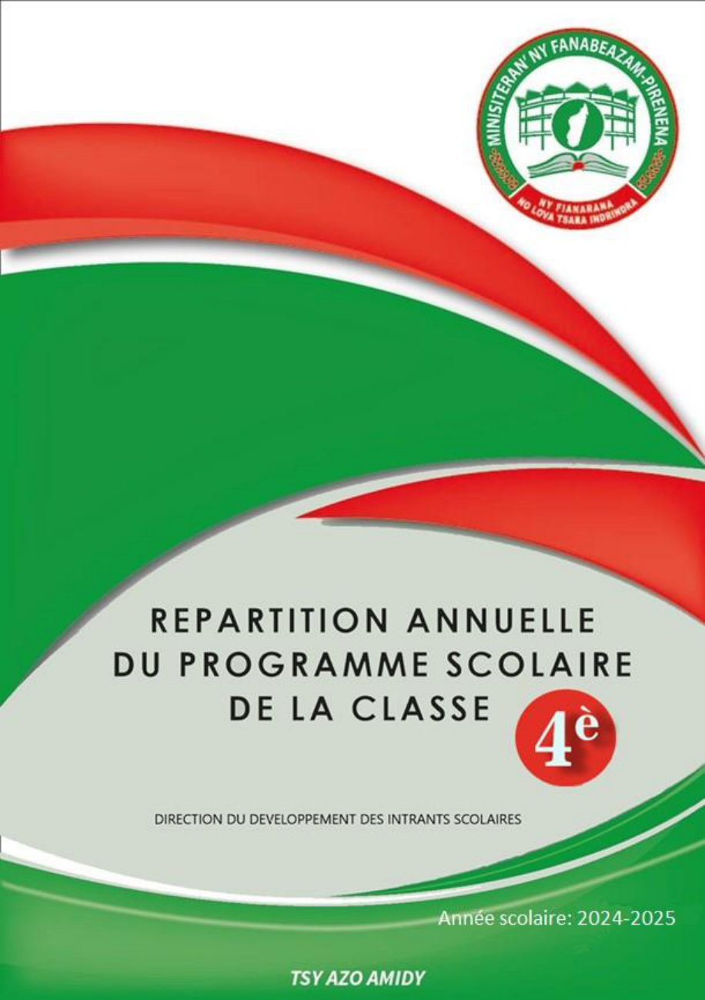 MINISITERAN' NY FANABEAZAM-PIRENENA
NY FIANARANA
NO LOVA TSARA INDRINDRA
REPARTITION ANNUELLE
DU PROGRAMME SCOLAIRE
DE LA CLASSE
4è
DIRECTION DU DEVELOPPEMENT DES INTRANTS SCOLAIRES
Année scolaire: 2024-2025
TSY AZO AMIDY